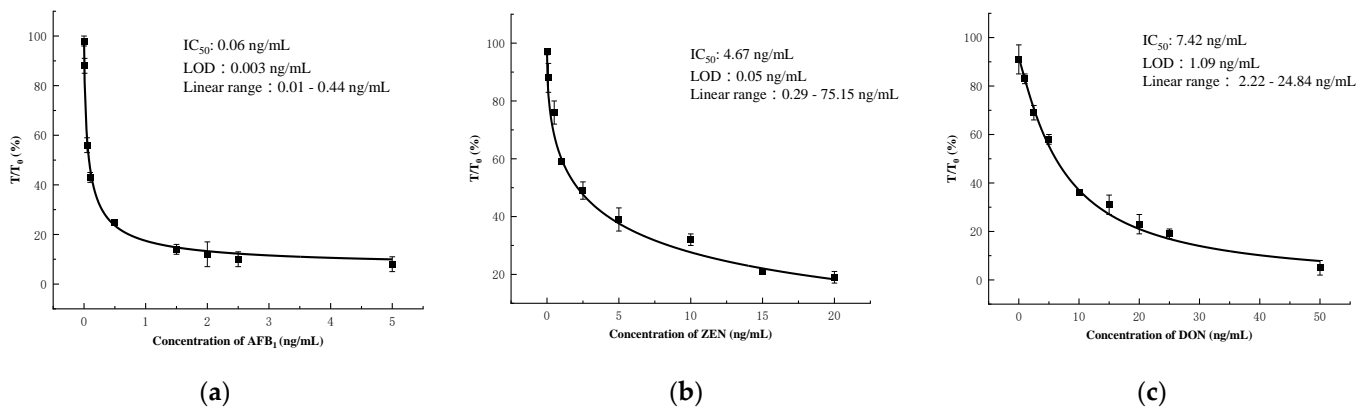 IC50: 0.06 ng/mL
LOD：0.003 ng/mL
Linear range：0.01 - 0.44 ng/mL
T/T0 (%)
100
80
60
40
20
0
0 1 2 3 4 5
Concentration of AFB1 (ng/mL)
(a)
IC50: 4.67 ng/mL
LOD：0.05 ng/mL
Linear range：0.29 - 75.15 ng/mL
T/T0 (%)
100
80
60
40
20
0 5 10 15 20
Concentration of ZEN (ng/mL)
(b)
IC50: 7.42 ng/mL
LOD：1.09 ng/mL
Linear range： 2.22 - 24.84 ng/mL
T/T0 (%)
100
80
60
40
20
0
0 10 20 30 40 50
Concentration of DON (ng/mL)
(c)